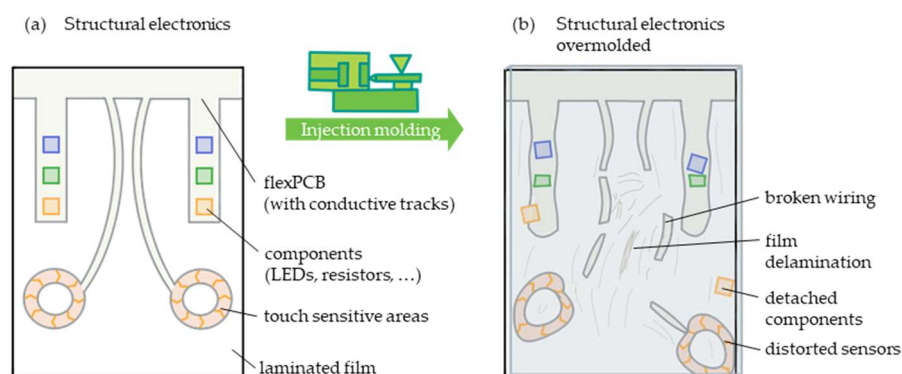 (a) Structural electronics
(b) Structural electronics
overmolded
Injection molding
flexPCB
(with conductive tracks)
components
(LEDs, resistors, ...)
touch sensitive areas
laminated film
broken wiring
film
delamination
detached
components
distorted sensors